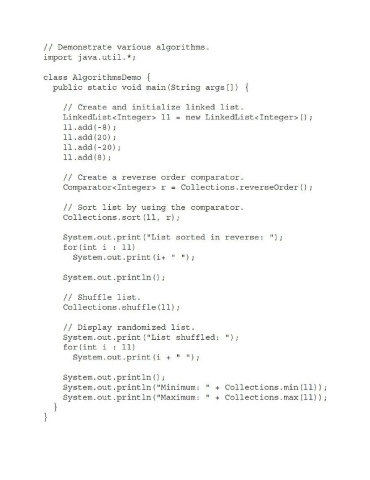 // Demonstrate various algorithms.
import java.util.*;

class AlgorithmsDemo {
  public static void main(String args[]) {

    // Create and initialize linked list.
    LinkedList<Integer> ll = new LinkedList<Integer>();
    ll.add(-8);
    ll.add(20);
    ll.add(-20);
    ll.add(8);

    // Create a reverse order comparator.
    Comparator<Integer> r = Collections.reverseOrder();

    // Sort list by using the comparator.
    Collections.sort(ll, r);

    System.out.print("List sorted in reverse: ");
    for(int i : ll)
      System.out.print(i+ " ");

    System.out.println();

    // Shuffle list.
    Collections.shuffle(ll);

    // Display randomized list.
    System.out.print("List shuffled: ");
    for(int i : ll)
      System.out.print(i + " ");

    System.out.println();
    System.out.println("Minimum: " + Collections.min(ll));
    System.out.println("Maximum: " + Collections.max(ll));
  }
}